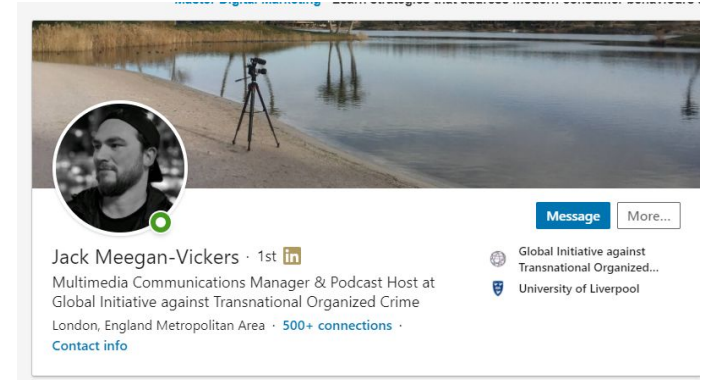 Message
More...
Jack Meegan-Vickers · 1st in
Global Initiative against
Transnational Organized...
Multimedia Communications Manager & Podcast Host at
Global Initiative against Transnational Organized Crime
University of Liverpool
London, England Metropolitan Area · 500+ connections ·
Contact info